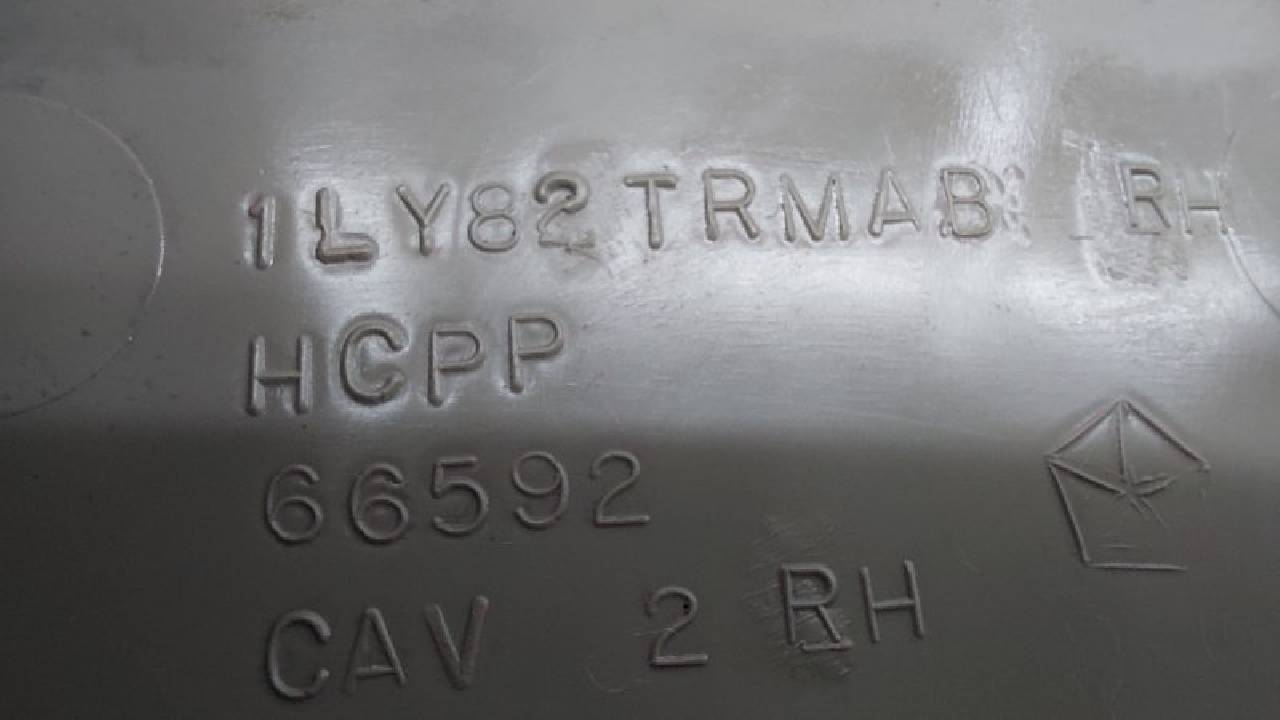 1LY82TRMAB RH
HCPP
66592
CAV 2 RH